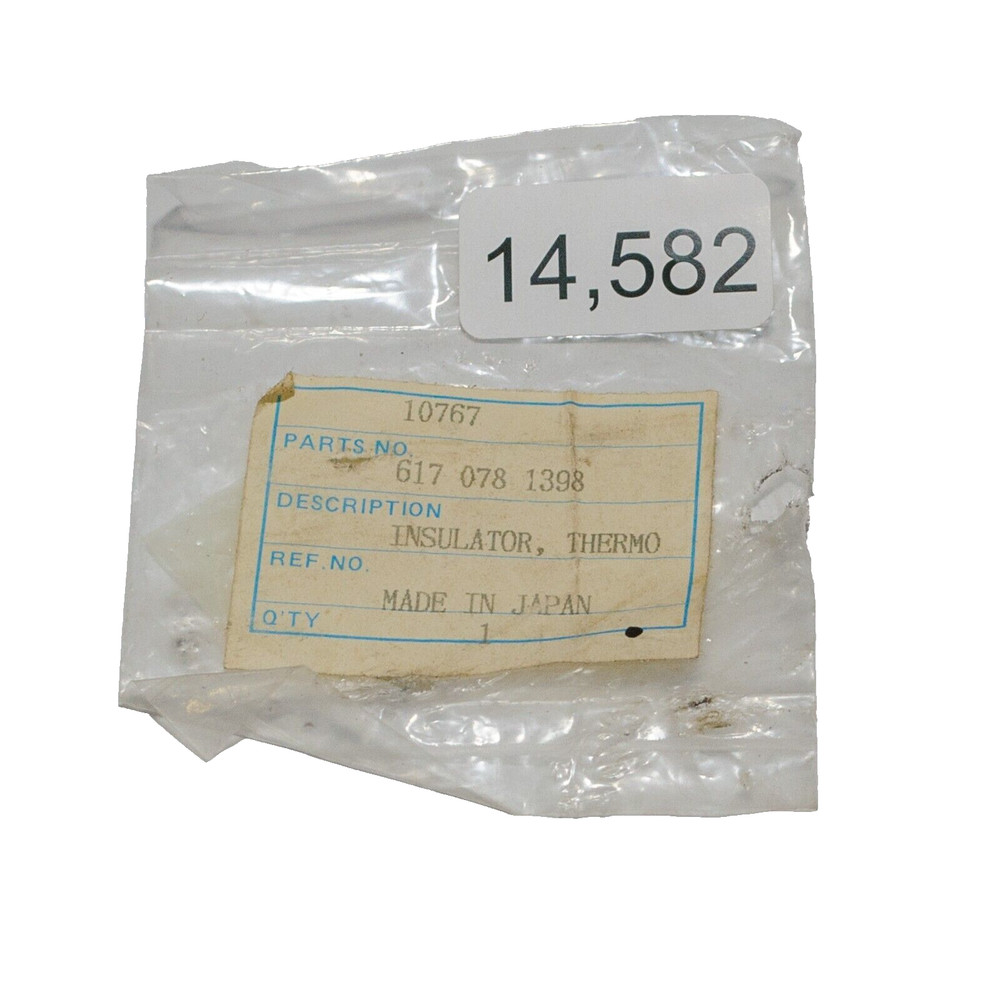 14,582
10767
PARTS NO.
617 078 1398
DESCRIPTION
INSULATOR, THERMO
REF.NO.
MADE IN JAPAN
Q'TY
1